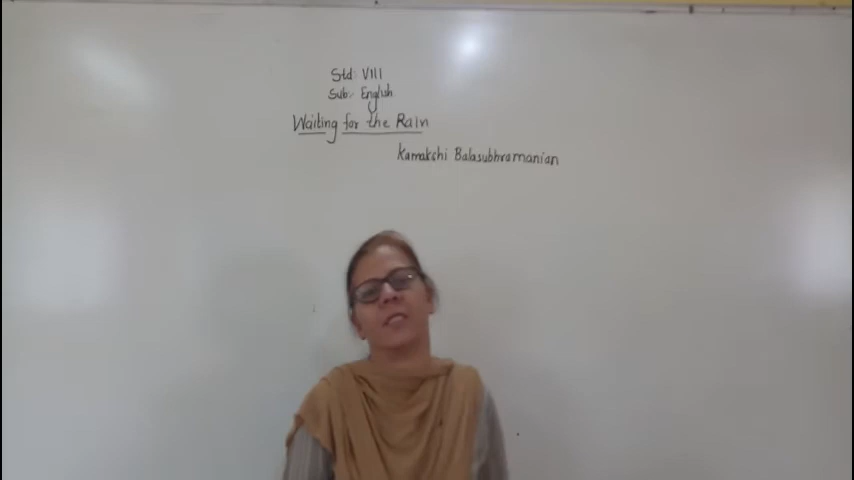 Std: VIII
Sub:- English
Waiting for the Rain
Kamakshi Balasubhramanian